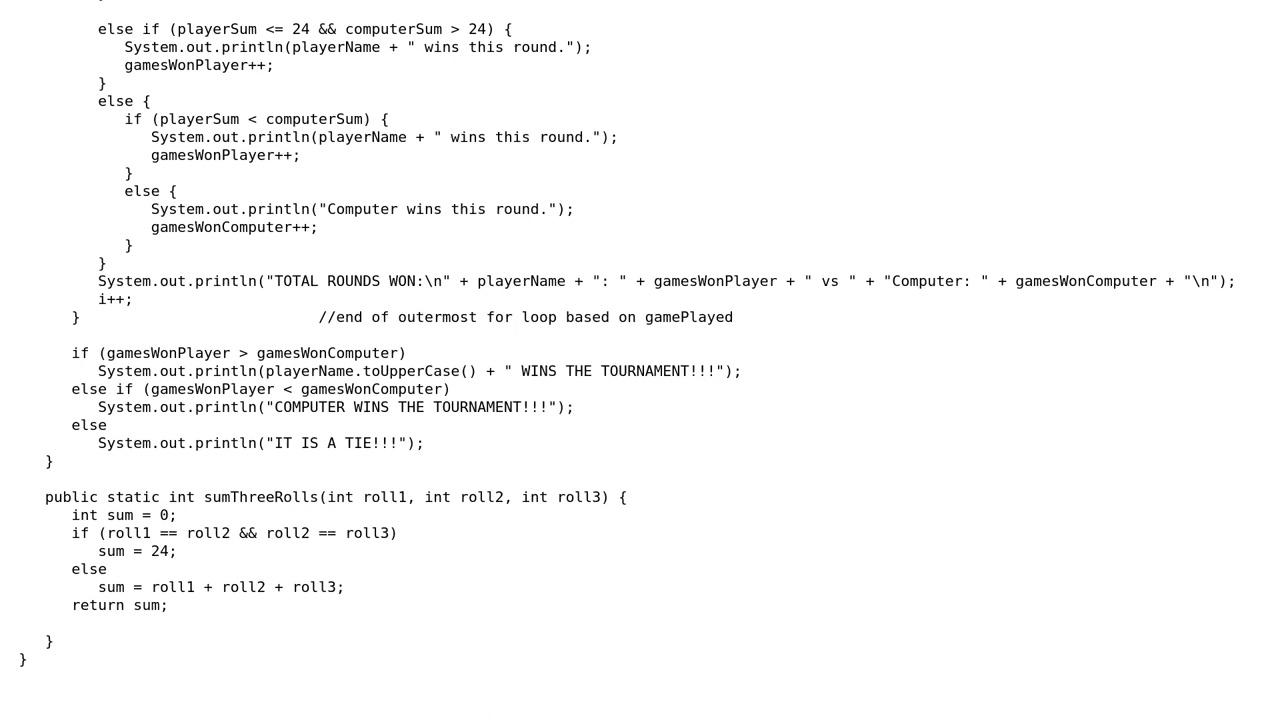 else if (playerSum <= 24 && computerSum > 24) {
System.out.println(playerName + " wins this round.");
gamesWonPlayer++;
}
else {
if (playerSum < computerSum) {
System.out.println(playerName + " wins this round.");
gamesWonPlayer++;
}
else {
System.out.println("Computer wins this round.");
gamesWonComputer++;
}
}
System.out.println("TOTAL ROUNDS WON:\n" + playerName + ": " + gamesWonPlayer + " vs " + "Computer: " + gamesWonComputer + "\n");
i++;
} //end of outermost for loop based on gamePlayed
if (gamesWonPlayer > gamesWonComputer)
System.out.println(playerName.toUpperCase() + " WINS THE TOURNAMENT!!!");
else if (gamesWonPlayer < gamesWonComputer)
System.out.println("COMPUTER WINS THE TOURNAMENT!!!");
else
System.out.println("IT IS A TIE!!!");
}
public static int sumThreeRolls(int roll1, int roll2, int roll3) {
int sum = 0;
if (roll1 == roll2 && roll2 == roll3)
sum = 24;
else
sum = roll1 + roll2 + roll3;
return sum;
}
}